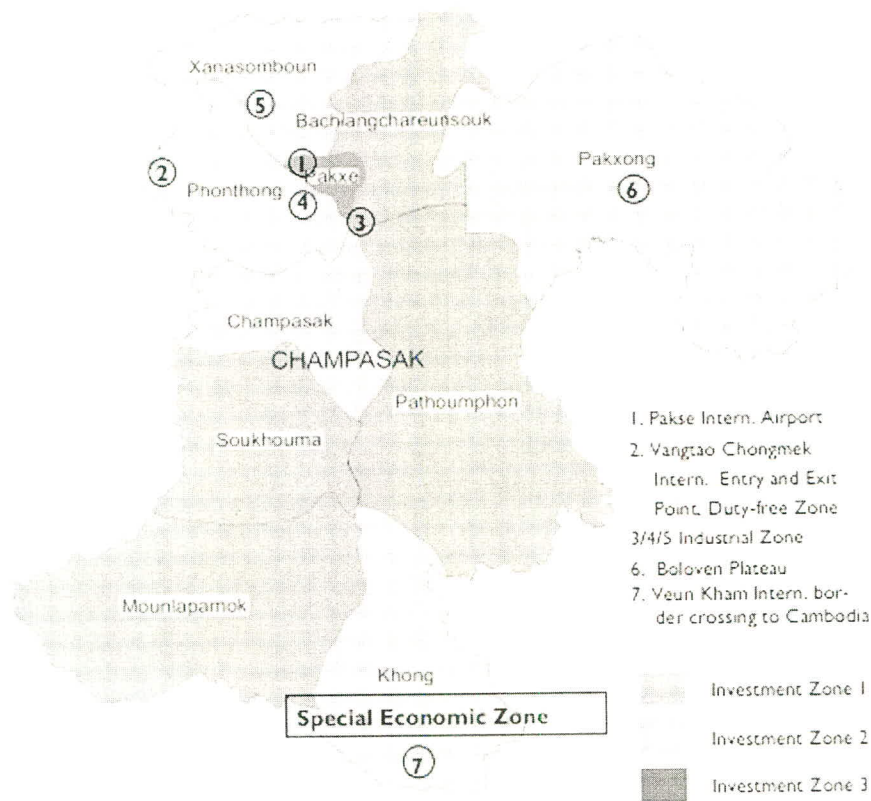 Xanasomboun
5
Bachiangchareunsouk
1
Pakxe
2
Pakxong
6
Phonthong
4
3
Champasak
CHAMPASAK
Pathoumphon
Soukhouma
Mounlapamok
Khong
Special Economic Zone
7
1. Pakse Intern. Airport
2. Vangtao Chongmek
Intern. Entry and Exit
Point, Duty-free Zone
3/4/5 Industrial Zone
6. Boloven Plateau
7. Veun Kham Intern. bor-
der crossing to Cambodia
Investment Zone 1
Investment Zone 2
Investment Zone 3